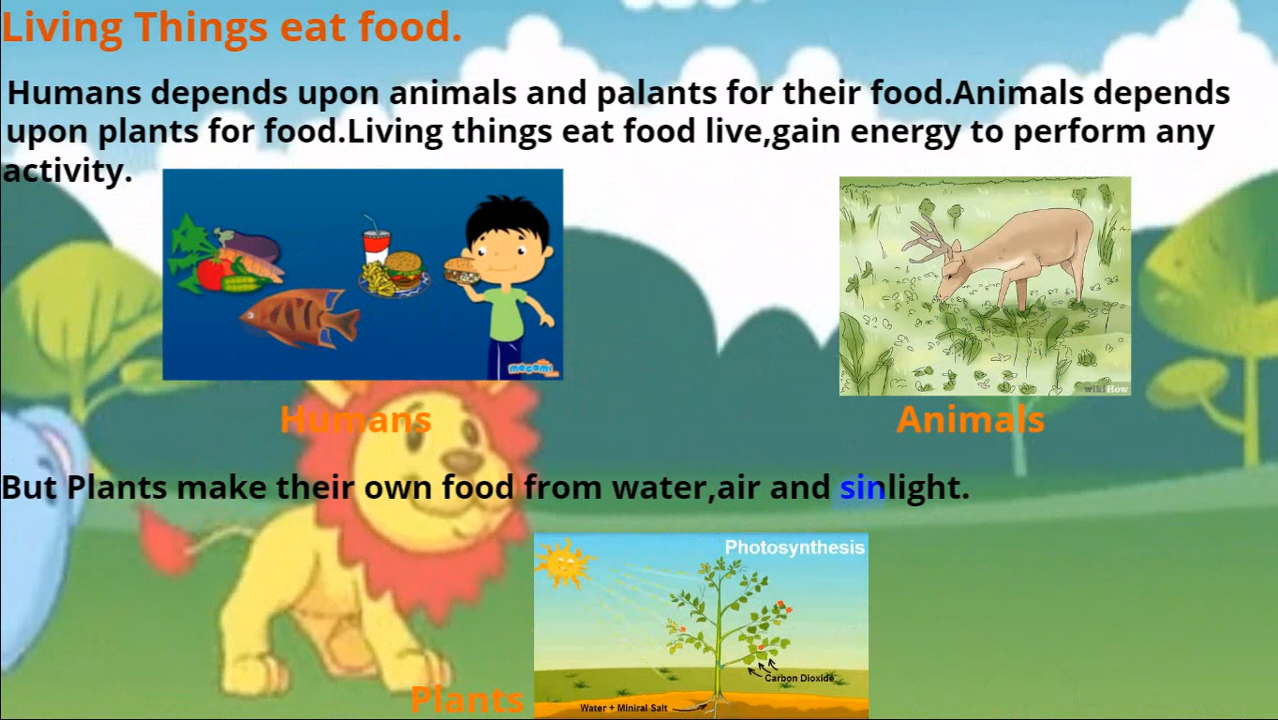 Living Things eat food.
Humans depends upon animals and palants for their food.Animals depends
upon plants for food.Living things eat food live,gain energy to perform any
activity.
mocomi
wikiHow
Humans
Animals
But Plants make their own food from water,air and sinlight.
Photosynthesis
Carbon Dioxide
Plants
Water + Miniral Salt